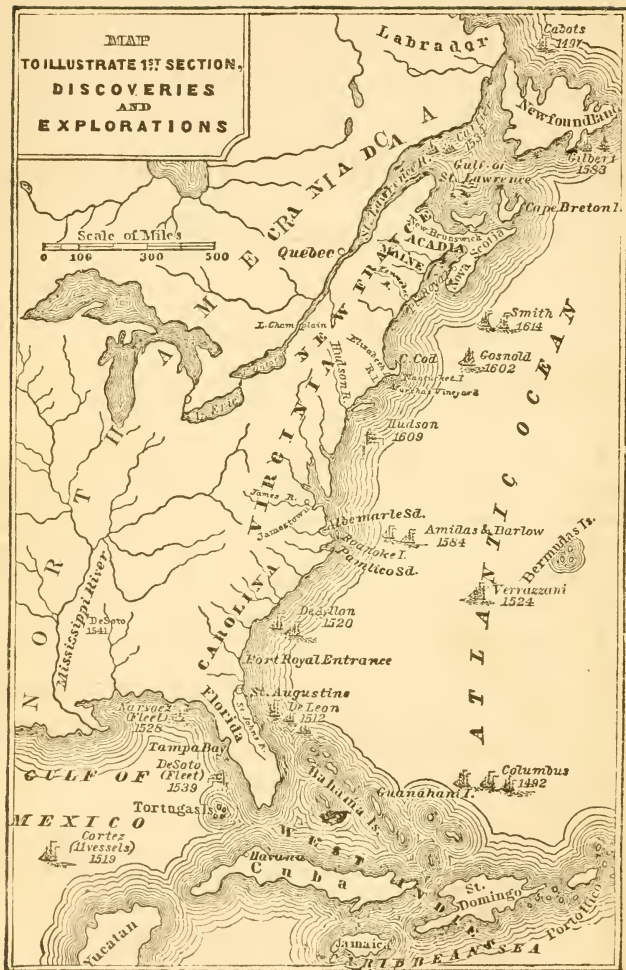 MAP
TO ILLUSTRATE 1ST SECTION,
DISCOVERIES
AND
EXPLORATIONS
Labrador
Cabots
1497
Newfoundland
Gilbert
1583
CANADA
St. Lawrence R.
Gulf of
St. Lawrence
Cape Breton I.
Scale of Miles
0 100 200 300 500
Quebec
New Brunswick
ACADIA
Nova Scotia
MAINE
NEW FRANCE
L. Champlain
Smith
1614
Gosnold
1602
C. Cod
Elizabeth
Nantucket I
Marthas Vineyard
L. Erie
Hudson R.
Hudson
1609
NORTH AMERICA
VIRGINIA
James R.
Jamestown
Albemarle Sd.
Roanoke I.
Pamlico Sd.
Amidas & Barlow
1584
Bermudas Is.
Verrazzani
1524
ATLANTIC OCEAN
Mississippi River
DeSoto
1541
CAROLINA
De Ayllon
1520
Port Royal Entrance
St. Augustine
St. Johns R.
De Leon
1512
Florida
Narvaez
(Fleet)
1528
Tampa Bay
DeSoto
(Fleet)
1539
GULF OF
MEXICO
Tortugas Is.
Cortez
(11 vessels)
1519
Bahama Is.
Guanahani I.
Columbus
1492
WEST INDIES
Havana
Cuba
St.
Domingo
Porto Rico
Jamaica
CARIBBEAN SEA
Yucatan